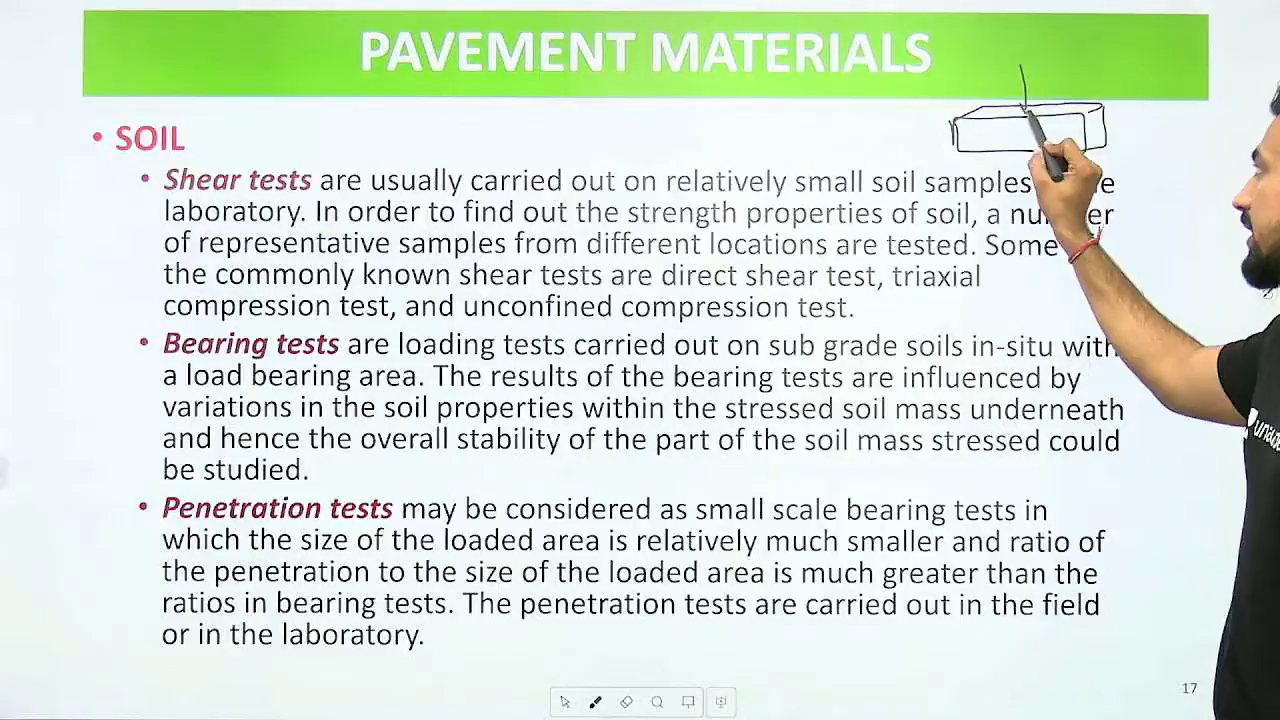 PAVEMENT MATERIALS
• SOIL
• Shear tests are usually carried out on relatively small soil samples
laboratory. In order to find out the strength properties of soil, a number
of representative samples from different locations are tested. Some
the commonly known shear tests are direct shear test, triaxial
compression test, and unconfined compression test.
• Bearing tests are loading tests carried out on sub grade soils in-situ with
a load bearing area. The results of the bearing tests are influenced by
variations in the soil properties within the stressed soil mass underneath
and hence the overall stability of the part of the soil mass stressed could
be studied.
• Penetration tests may be considered as small scale bearing tests in
which the size of the loaded area is relatively much smaller and ratio of
the penetration to the size of the loaded area is much greater than the
ratios in bearing tests. The penetration tests are carried out in the field
or in the laboratory.
17